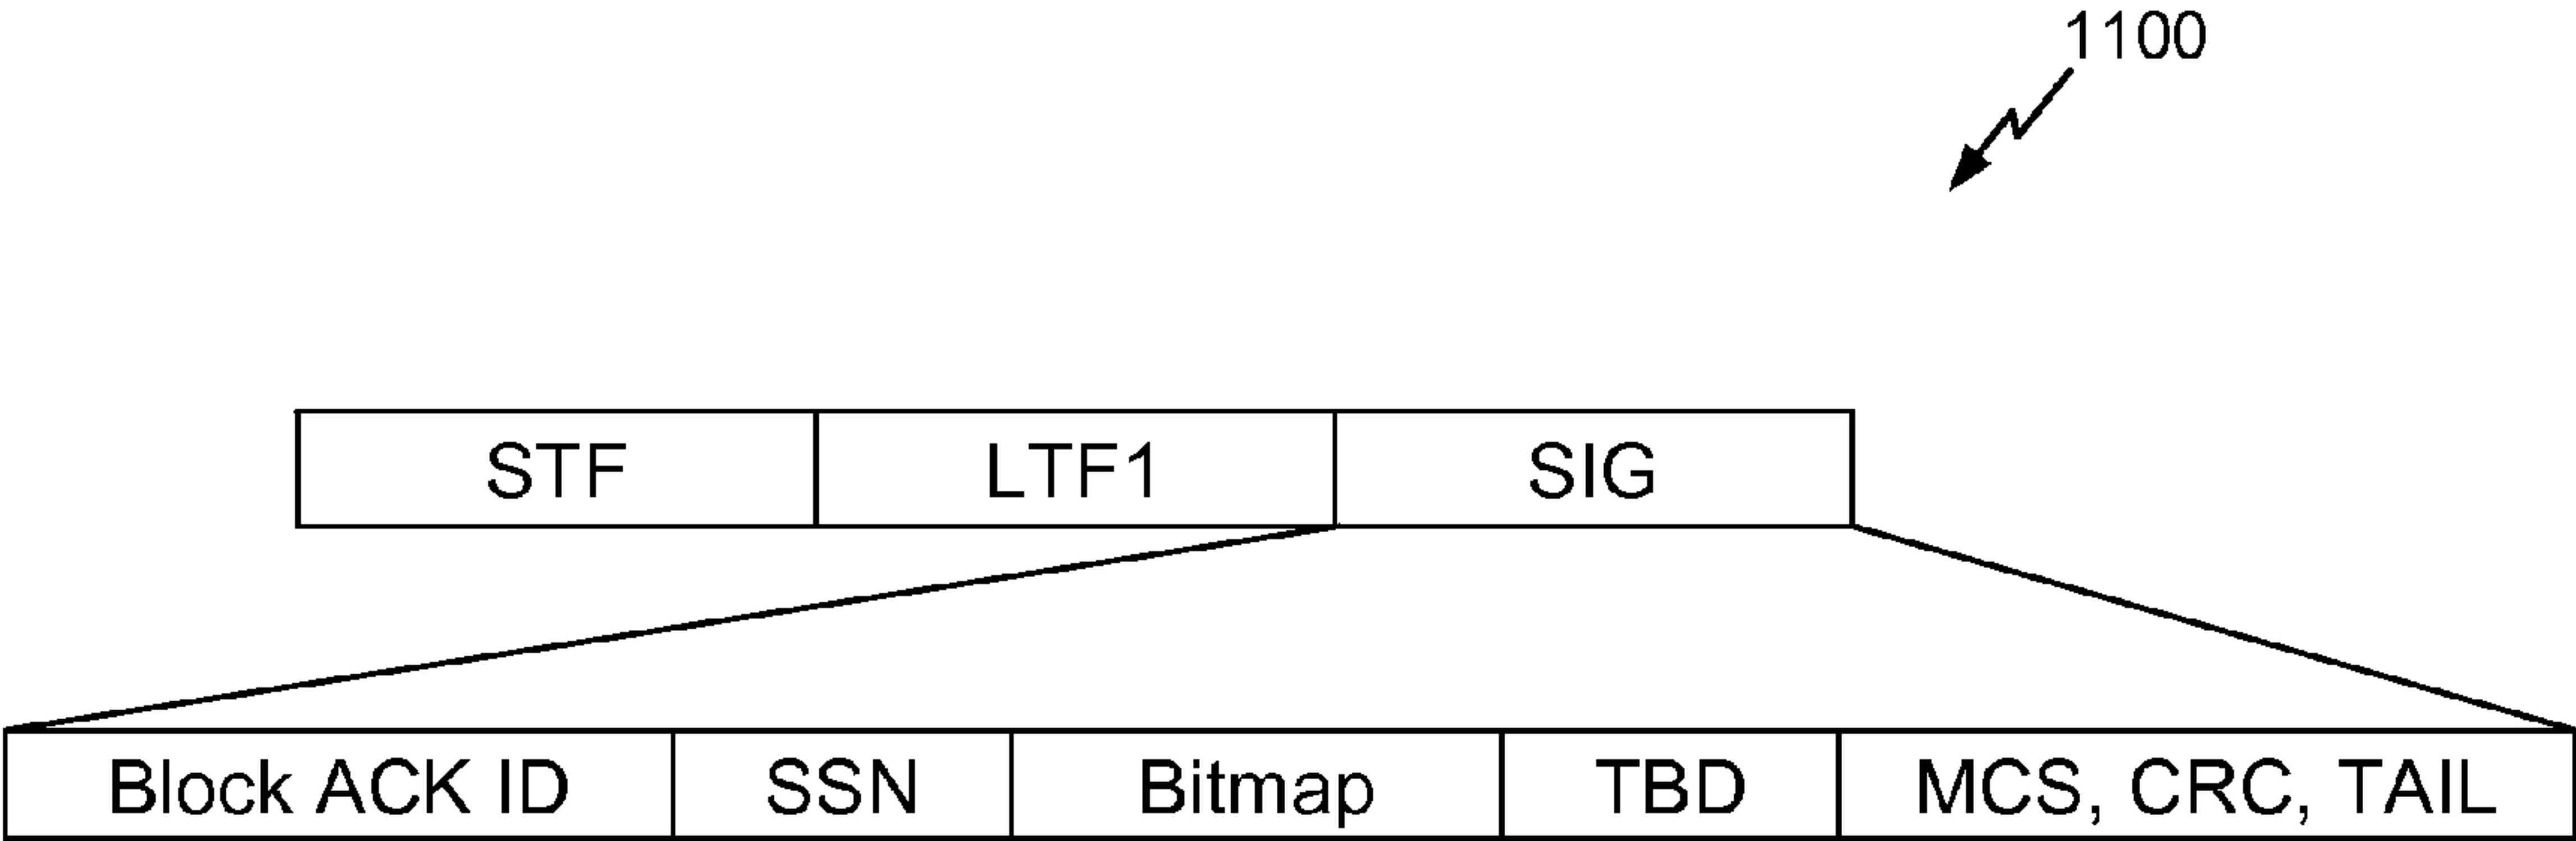 1100
STF LTF1 SIG
Block ACK ID SSN Bitmap TBD MCS, CRC, TAIL